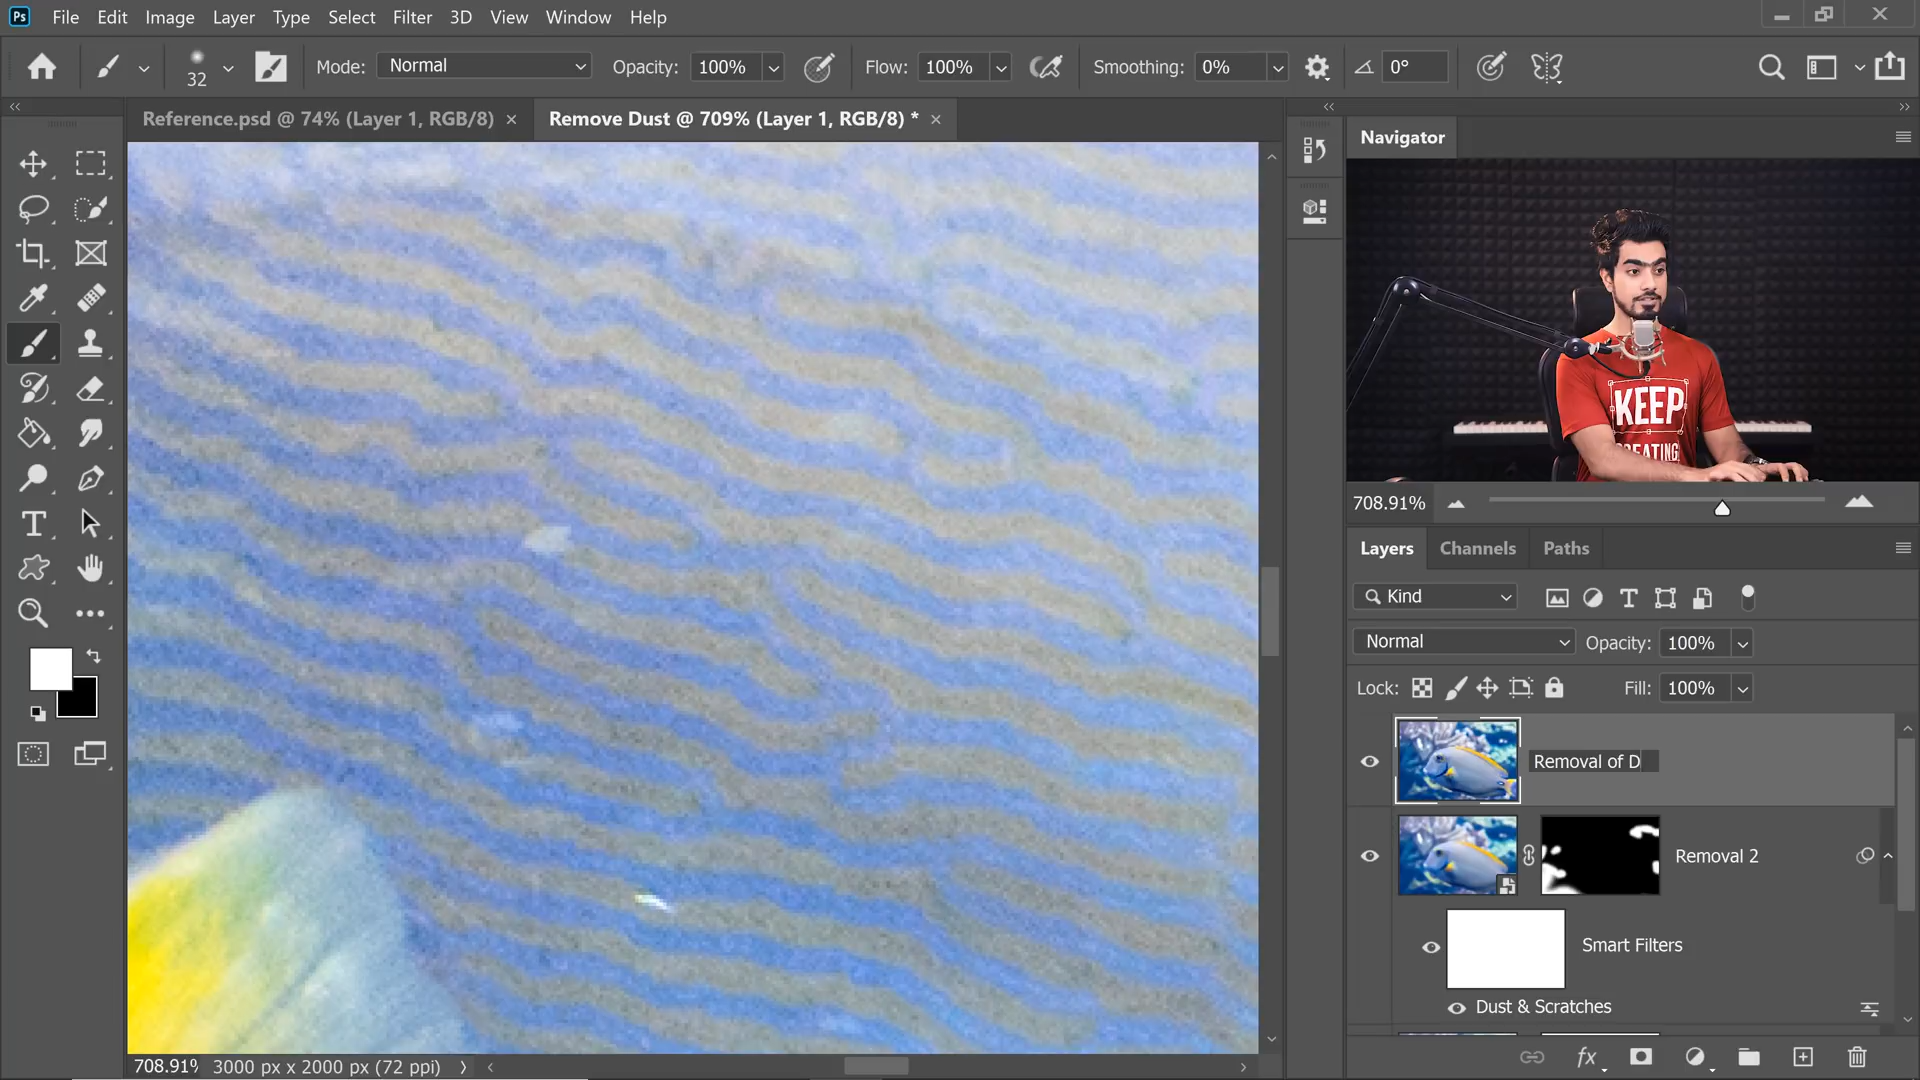 Ps File Edit Image Layer Type Select Filter 3D View Window Help
32 Mode: Normal Opacity: 100% Flow: 100% Smoothing: 0% 0°
Reference.psd @ 74% (Layer 1, RGB/8) × Remove Dust @ 709% (Layer 1, RGB/8) * ×
Navigator
KEEP
CREATING
708.91%
Layers Channels Paths
Kind
Normal Opacity: 100%
Lock: Fill: 100%
Removal of D
Removal 2
Smart Filters
Dust & Scratches
fx
708.91% 3000 px x 2000 px (72 ppi)